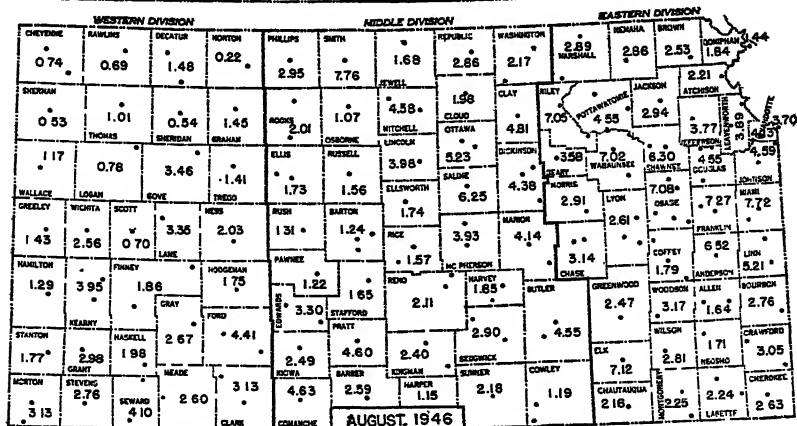 WESTERN DIVISION MIDDLE DIVISION EASTERN DIVISION
CHEYENNE RAWLINS DECATUR NORTON PHILLIPS SMITH JEWELL REPUBLIC WASHINGTON MARSHALL NEMAHA BROWN DONIPHAN
0.74 0.69 1.48 0.22 2.95 7.76 1.68 2.86 2.17 2.89 2.86 2.53 1.84
SHERMAN THOMAS SHERIDAN GRAHAM ROOKS OSBORNE MITCHELL CLOUD CLAY RILEY POTTAWATOMIE JACKSON ATCHISON
0.53 1.01 0.54 1.45 2.01 1.07 4.58 1.98 4.81 7.05 4.55 2.94 2.21
OTTAWA JEFFERSON LEAVENWORTH WYANDOTTE
5.23 3.77 3.89 3.70
WALLACE LOGAN GOVE TREGO ELLIS RUSSELL LINCOLN SALINE DICKINSON GEARY WABAUNSEE SHAWNEE DOUGLAS JOHNSON
1.17 0.78 3.46 1.41 1.73 1.56 3.98 6.25 4.38 3.58 7.02 6.30 4.55 4.59
ELLSWORTH MORRIS OSAGE FRANKLIN MIAMI
1.74 2.91 7.08 7.27 7.72
GREELEY WICHITA SCOTT LANE NESS RUSH BARTON RICE MC PHERSON MARION CHASE LYON COFFEY ANDERSON LINN
1.43 2.56 0.70 3.35 2.03 1.31 1.24 1.57 3.93 4.14 3.14 2.61 1.79 6.52 5.21
HAMILTON KEARNY FINNEY HODGEMAN PAWNEE STAFFORD RENO HARVEY BUTLER GREENWOOD WOODSON ALLEN BOURBON
1.29 3.95 1.86 1.75 1.22 1.65 2.11 1.85 4.55 2.47 3.17 1.64 2.76
GRAY FORD EDWARDS PRATT SEDGWICK WILSON NEOSHO CRAWFORD
2.67 4.41 3.30 4.60 2.90 2.81 1.71 3.05
STANTON GRANT HASKELL KIOWA KINGMAN ELK
1.77 2.98 1.98 2.49 2.40 7.12
MORTON STEVENS SEWARD MEADE CLARK COMANCHE BARBER HARPER SUMNER COWLEY CHAUTAUQUA MONTGOMERY LABETTE CHEROKEE
3.13 2.76 4.10 2.60 3.13 4.63 2.59 1.15 2.18 1.19 2.16 2.25 2.24 2.63
AUGUST, 1946